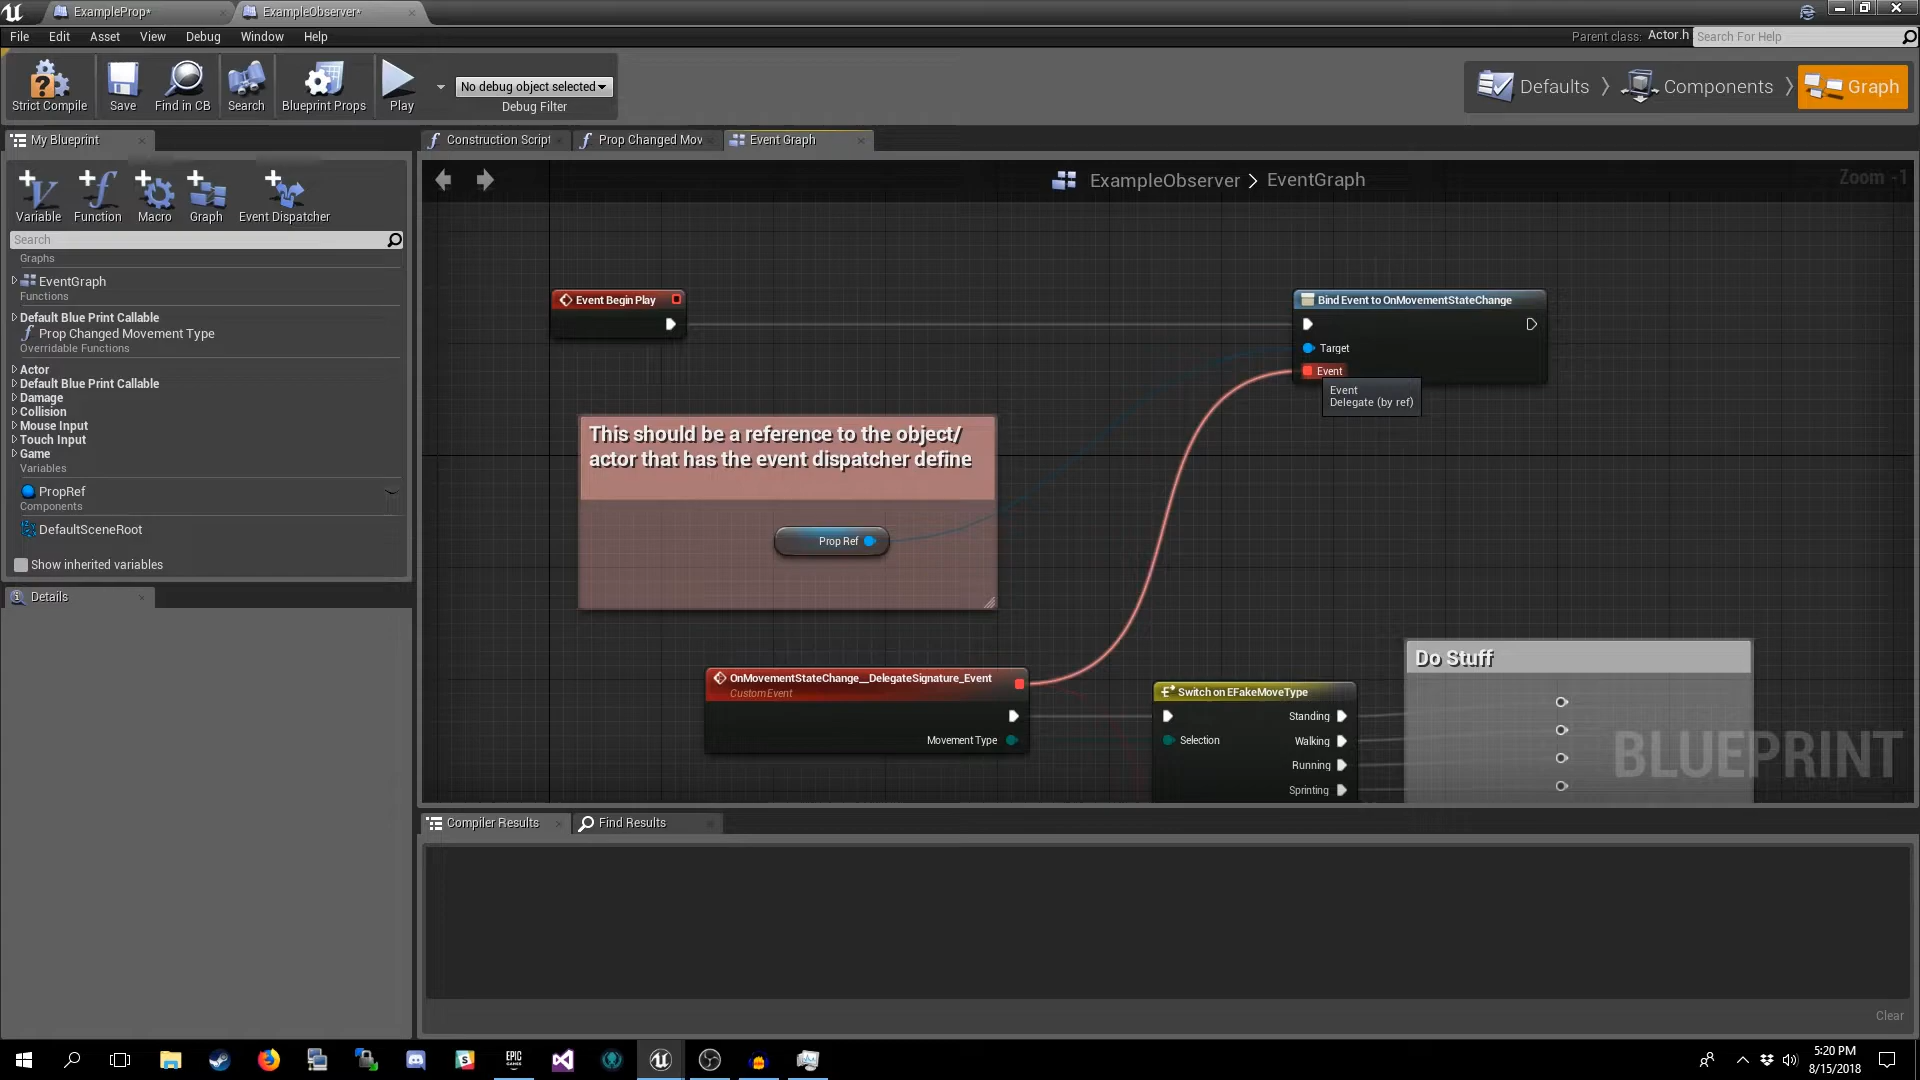 ExampleProp*
ExampleObserver*
File Edit Asset View Debug Window Help
Parent class: Actor.h Search For Help
Strict Compile
Save
Find in CB
Search
Blueprint Props
Play
No debug object selected
Debug Filter
Defaults
Components
Graph
My Blueprint
Construction Script
Prop Changed Mov
Event Graph
Variable
Function
Macro
Graph
Event Dispatcher
Search
Graphs
EventGraph
Functions
Default Blue Print Callable
Prop Changed Movement Type
Overridable Functions
Actor
Default Blue Print Callable
Damage
Collision
Mouse Input
Touch Input
Game
Variables
PropRef
Components
DefaultSceneRoot
Show inherited variables
Details
ExampleObserver > EventGraph
Zoom -1
Event Begin Play
Bind Event to OnMovementStateChange
Target
Event
Event
Delegate (by ref)
This should be a reference to the object/
actor that has the event dispatcher define
Prop Ref
OnMovementStateChange__DelegateSignature_Event
CustomEvent
Movement Type
Switch on EFakeMoveType
Selection
Standing
Walking
Running
Sprinting
Do Stuff
BLUEPRINT
Compiler Results
Find Results
Clear
EPIC
GAMES
5:20 PM
8/15/2018